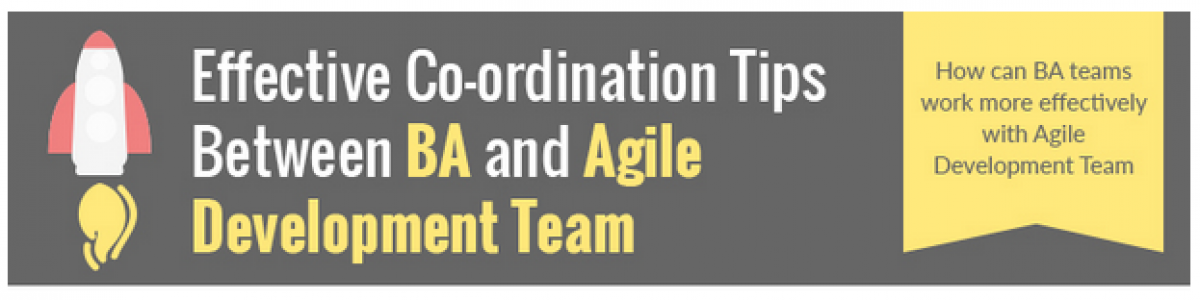 Effective Co-ordination Tips
Between BA and Agile
Development Team
How can BA teams
work more effectively
with Agile
Development Team